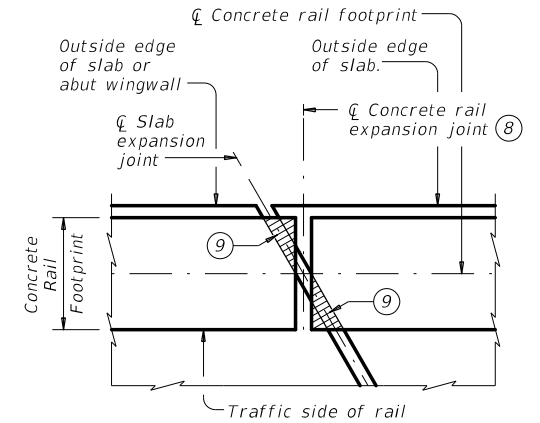 ℄ Concrete rail footprint
Outside edge
of slab or
abut wingwall
Outside edge
of slab.
℄ Slab
expansion
joint
℄ Concrete rail
expansion joint 8
9
9
Concrete
Rail
Footprint
Traffic side of rail